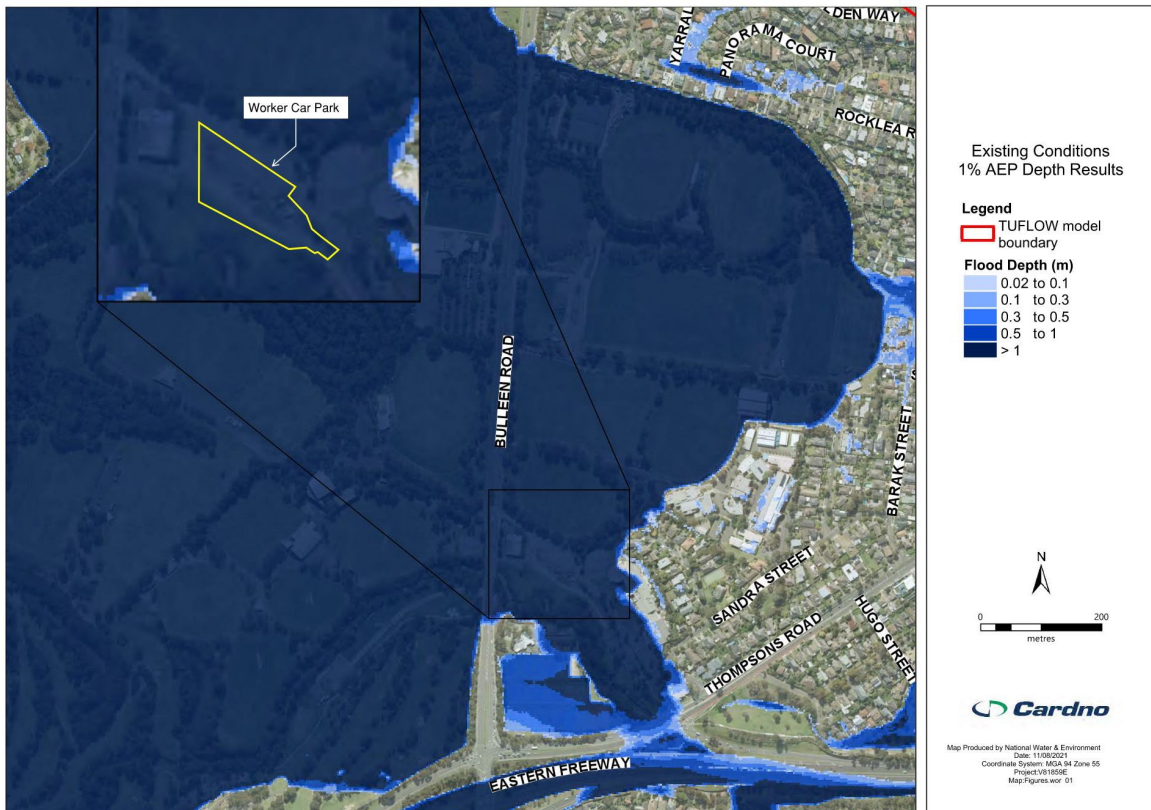 YARRAL
DEN WAY
PANORAMA COURT
ROCKLEA R
Worker Car Park
BULLEEN ROAD
BARAK STREET
S
SANDRA STREET
THOMPSONS ROAD
HUGO STREET
EASTERN FREEWAY
Existing Conditions
1% AEP Depth Results
Legend
TUFLOW model
boundary
Flood Depth (m)
0.02 to 0.1
0.1 to 0.3
0.3 to 0.5
0.5 to 1
> 1
N
0 200
metres
Cardno
Map Produced by National Water & Environment
Date: 11/08/2021
Coordinate System: MGA 94 Zone 55
Project:V81859E
Map:Figures.wor 01